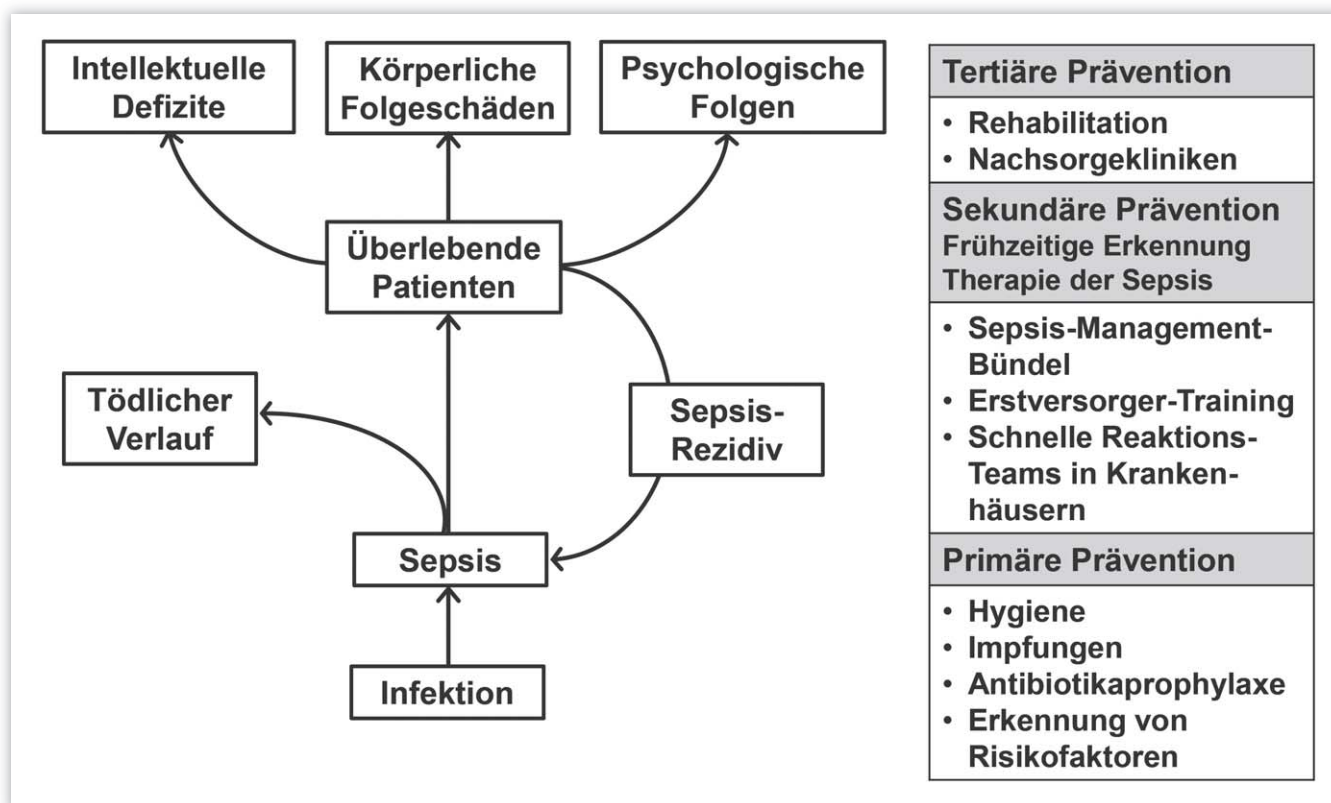 Intellektuelle
Defizite
Körperliche
Folgeschäden
Psychologische
Folgen
Überlebende
Patienten
Tödlicher
Verlauf
Sepsis-
Rezidiv
Sepsis
Infektion
Tertiäre Prävention
• Rehabilitation
• Nachsorgekliniken
Sekundäre Prävention
Frühzeitige Erkennung
Therapie der Sepsis
• Sepsis-Management-
Bündel
• Erstversorger-Training
• Schnelle Reaktions-
Teams in Kranken-
häusern
Primäre Prävention
• Hygiene
• Impfungen
• Antibiotikaprophylaxe
• Erkennung von
Risikofaktoren